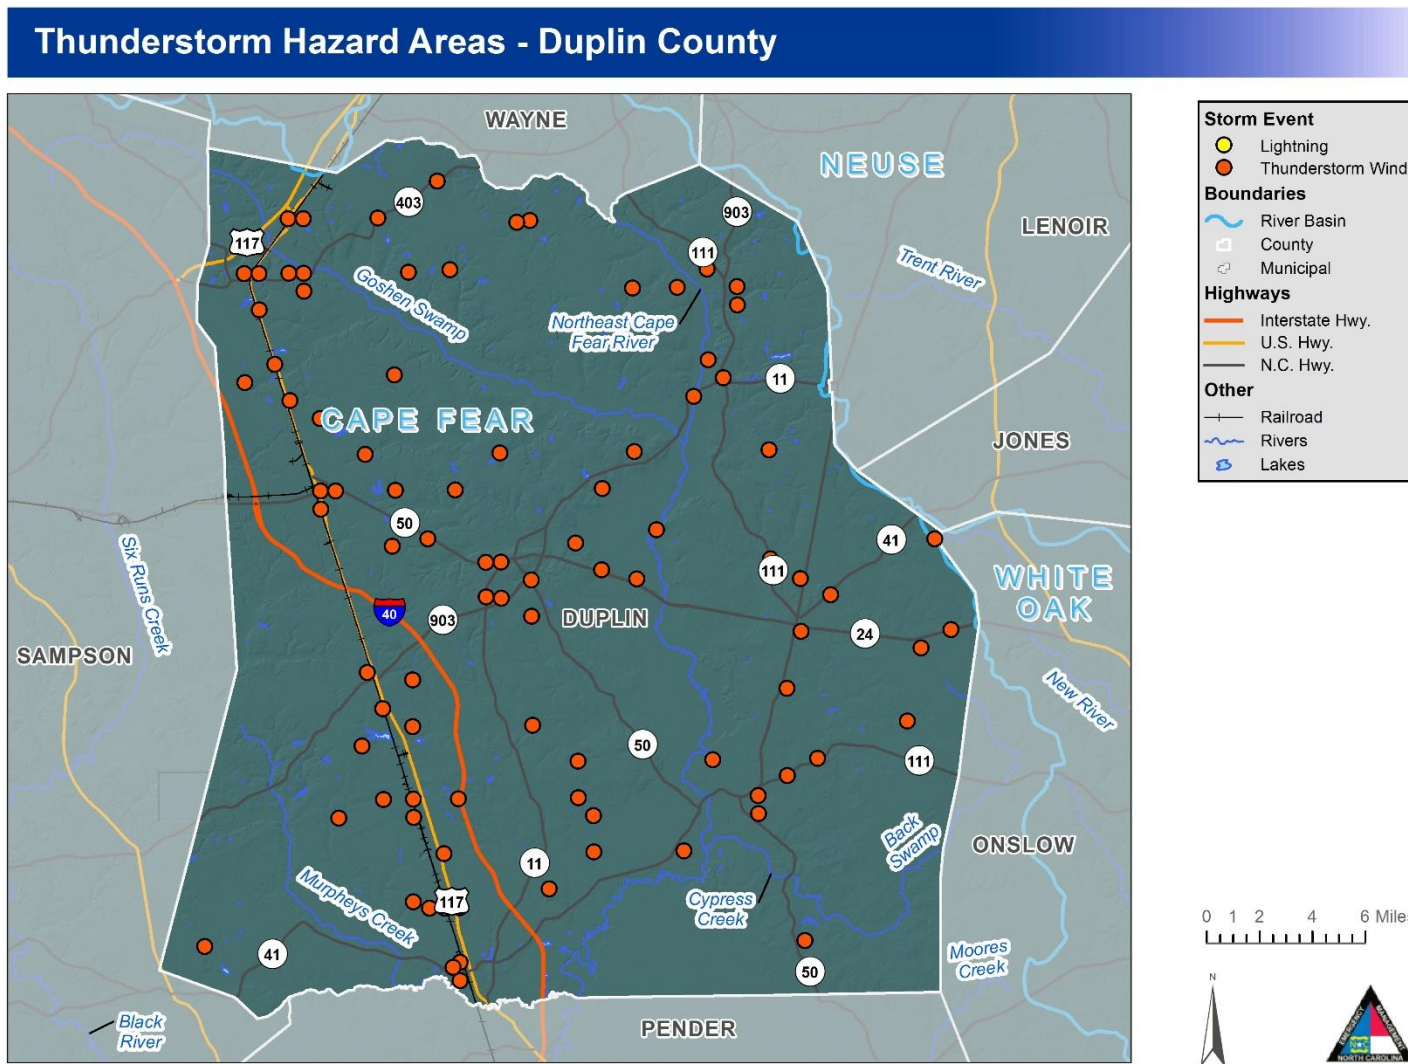 Thunderstorm Hazard Areas - Duplin County
WAYNE
NEUSE
LENOIR
403
903
117
111
Trent River
Goshen Swamp
Northeast Cape
Fear River
11
CAPE FEAR
JONES
50
41
Six Runs Creek
111
WHITE
OAK
40
903
DUPLIN
24
SAMPSON
New River
50
111
Back
Swamp
ONSLOW
11
Murpheys Creek
117
Cypress
Creek
41
50
Moores
Creek
Black
River
PENDER
Storm Event
Lightning
Thunderstorm Wind
Boundaries
River Basin
County
Municipal
Highways
Interstate Hwy.
U.S. Hwy.
N.C. Hwy.
Other
Railroad
Rivers
Lakes
0 1 2 4 6 Miles
N
EMERGENCY
MANAGEMENT
NORTH CAROLINA